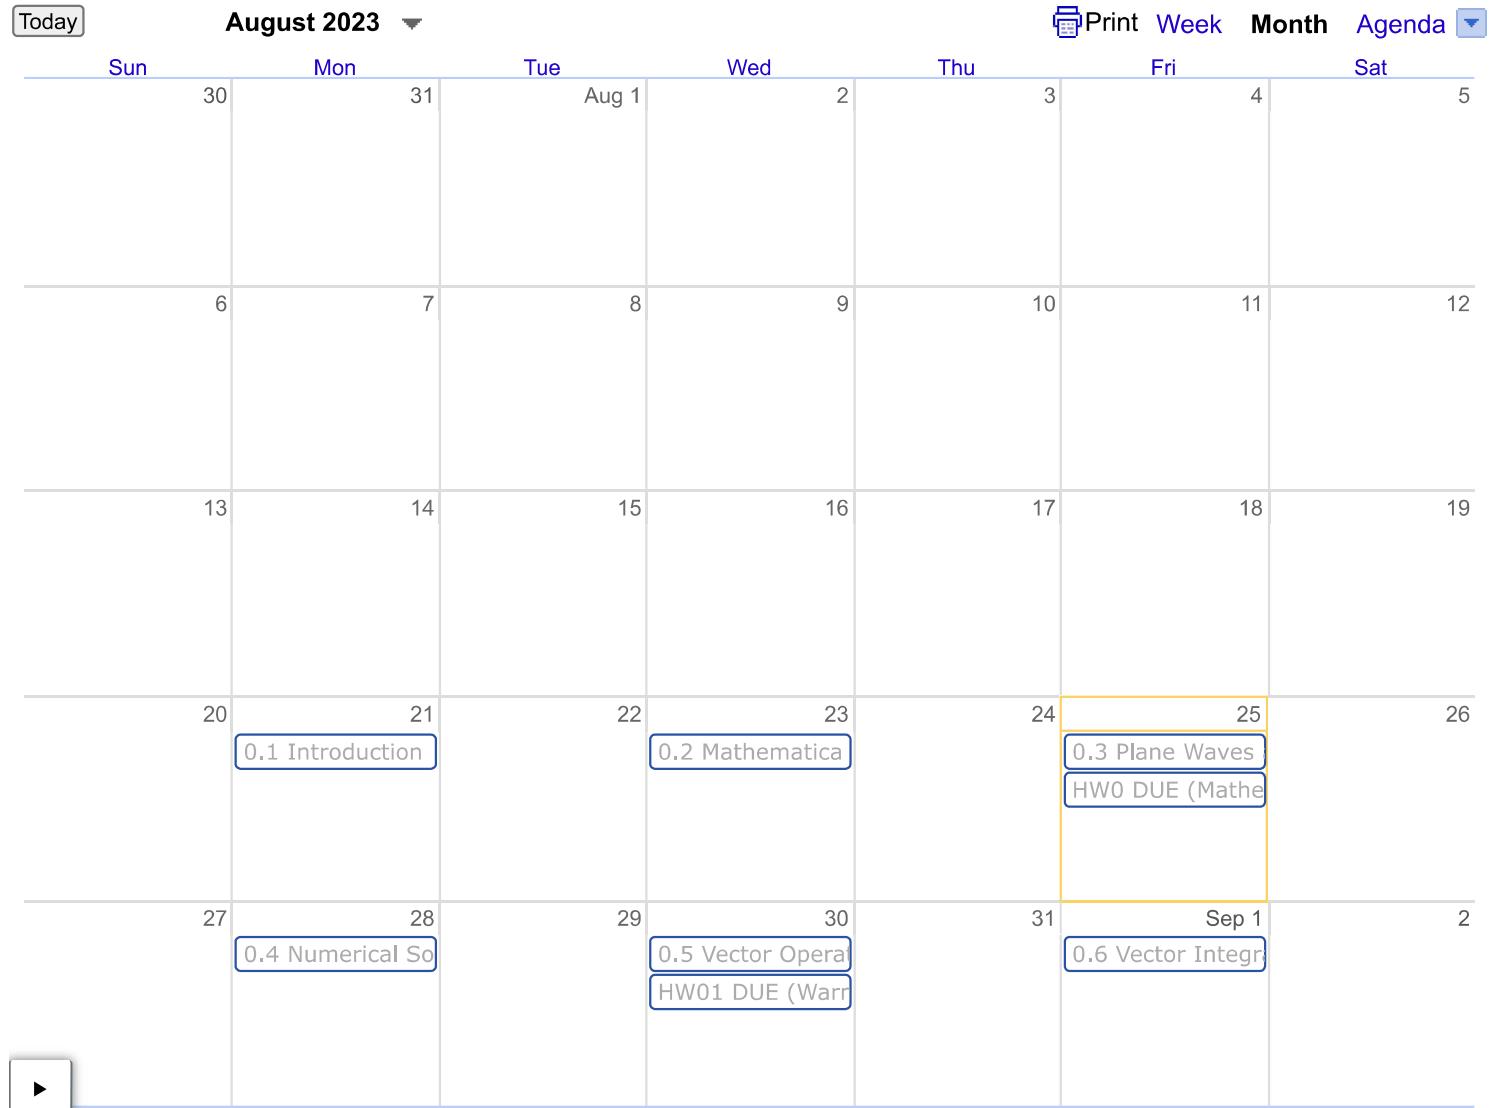 Today August 2023 Print Week Month Agenda
Sun Mon Tue Wed Thu Fri Sat
30 31 Aug 1 2 3 4 5
6 7 8 9 10 11 12
13 14 15 16 17 18 19
20 21 22 23 24 25 26
0.1 Introduction 0.2 Mathematica 0.3 Plane Waves
HW0 DUE (Mathe
27 28 29 30 31 Sep 1 2
0.4 Numerical So 0.5 Vector Operat 0.6 Vector Integra
HW01 DUE (Warr